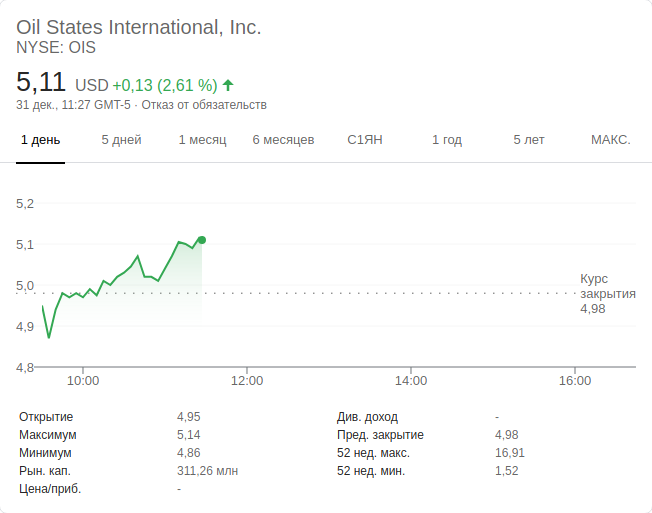 Oil States International, Inc.
NYSE: OIS
5,11 USD +0,13 (2,61 %)
31 дек., 11:27 GMT-5 · Отказ от обязательств
1 день 5 дней 1 месяц 6 месяцев С1ЯН 1 год 5 лет МАКС.
5,2
5,1
5,0
4,9
4,8
Курс
закрытия
4,98
10:00 12:00 14:00 16:00
Открытие 4,95
Максимум 5,14
Минимум 4,86
Рын. кап. 311,26 млн
Цена/приб. -
Див. доход -
Пред. закрытие 4,98
52 нед. макс. 16,91
52 нед. мин. 1,52